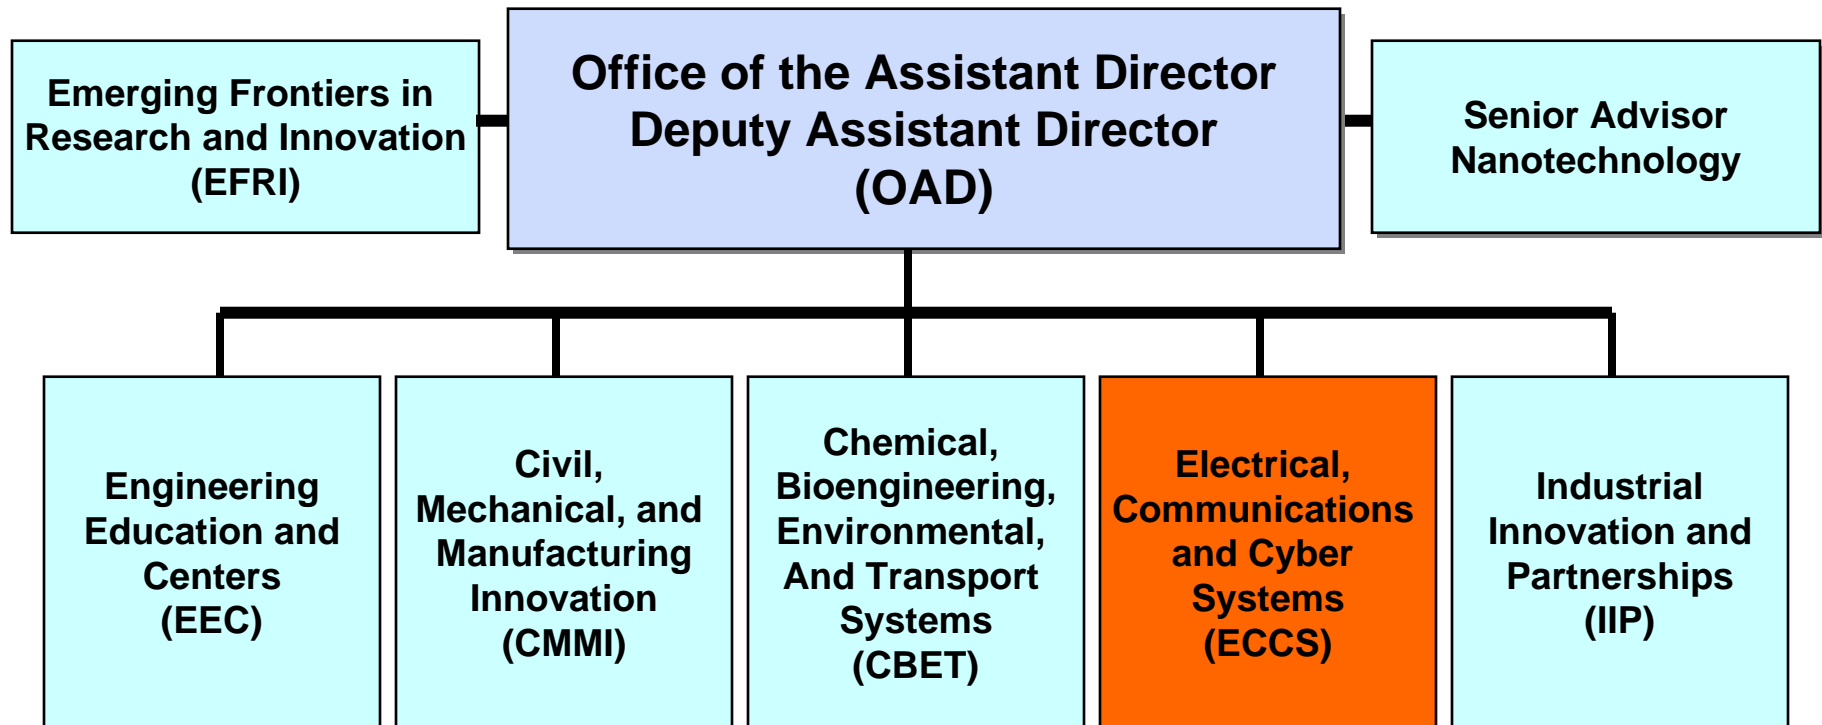 Emerging Frontiers in
Research and Innovation
(EFRI)
Office of the Assistant Director
Deputy Assistant Director
(OAD)
Senior Advisor
Nanotechnology
Engineering
Education and
Centers
(EEC)
Civil,
Mechanical, and
Manufacturing
Innovation
(CMMI)
Chemical,
Bioengineering,
Environmental,
And Transport
Systems
(CBET)
Electrical,
Communications
and Cyber
Systems
(ECCS)
Industrial
Innovation and
Partnerships
(IIP)